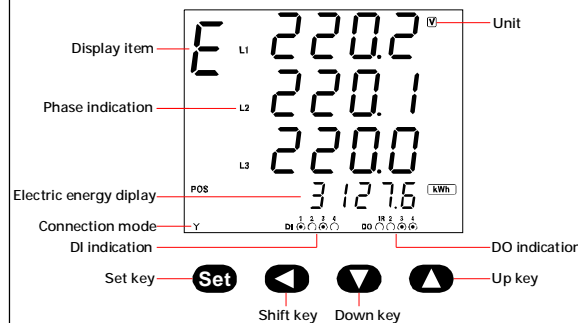 Display item
E L1 220.2 V
Unit
Phase indication
L2 220.1
L3 220.0
Electric energy diplay
POS 3127.6 kWh
Connection mode
Y DI 1 2 3 4 DO 1R 2 3 4
DI indication
DO indication
Set key
Set
Up key
Shift key
Down key